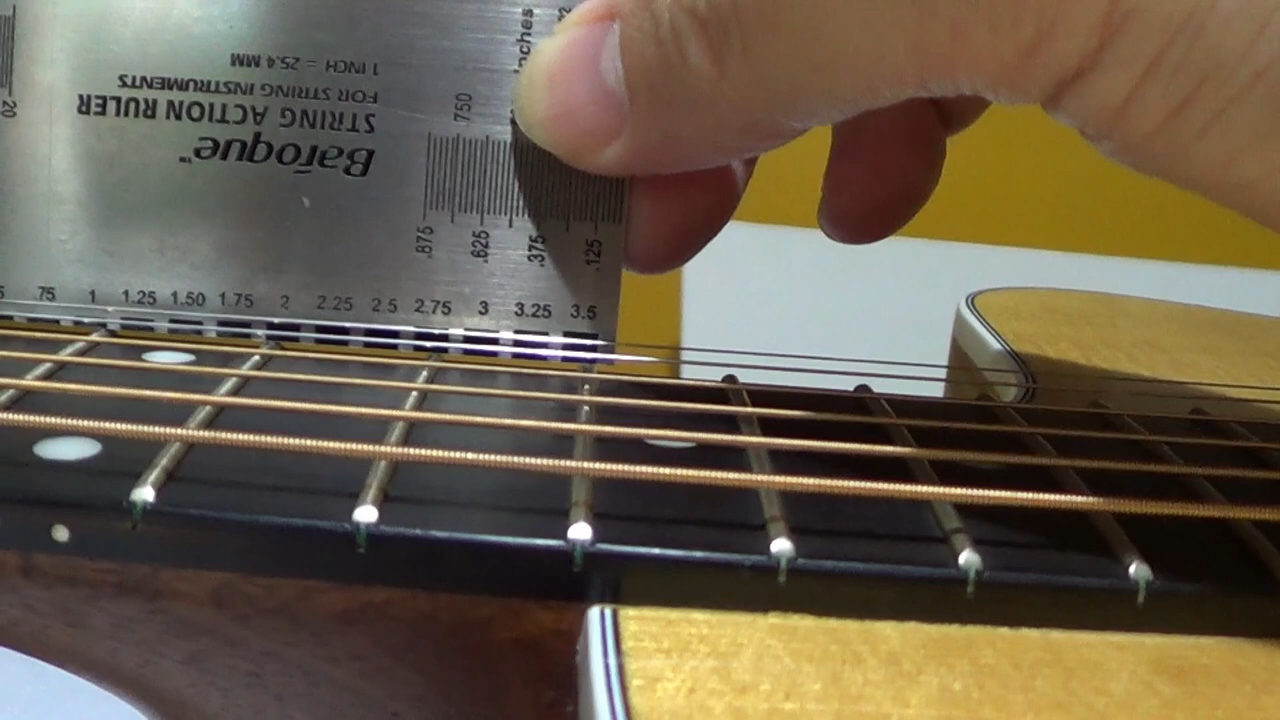 Baroque™
STRING ACTION RULER
FOR STRING INSTRUMENTS
1 INCH = 25.4 MM
20
750
.875 .625 .375 .125
.75 1 1.25 1.50 1.75 2 2.25 2.5 2.75 3 3.25 3.5